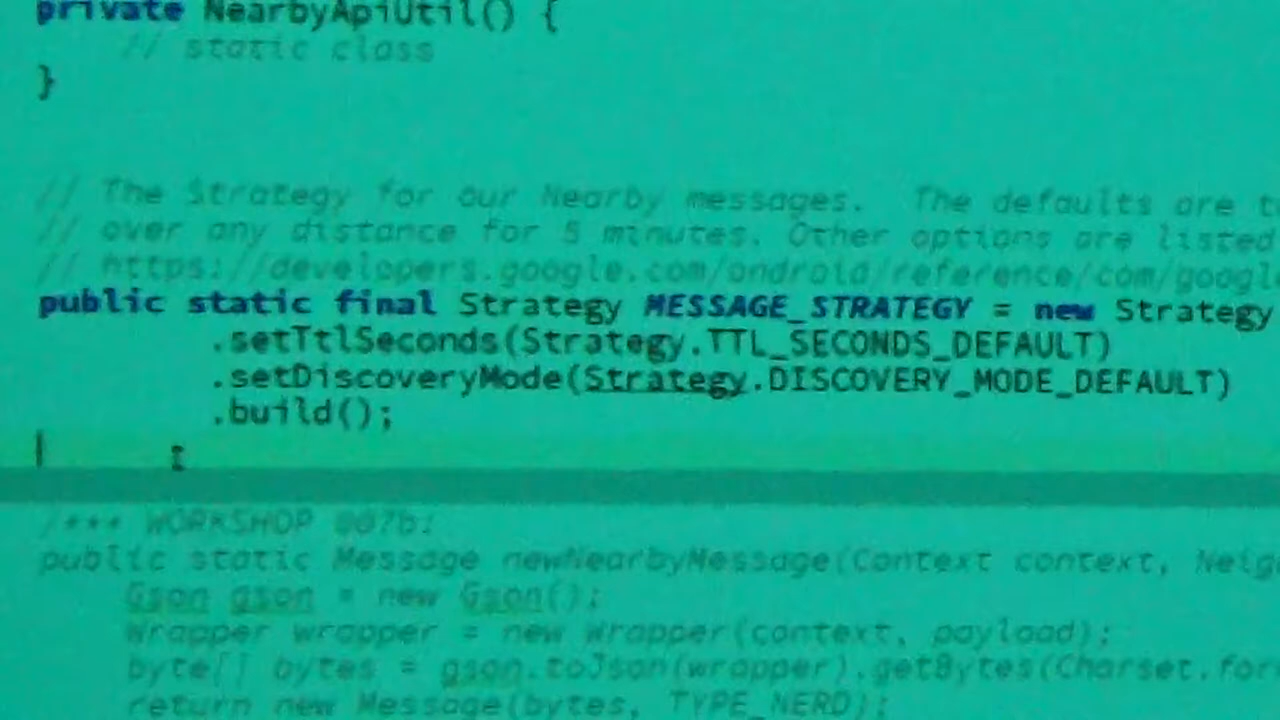 private NearbyApiUtil() {
// static class
}
// The Strategy for our Nearby messages. The defaults are t
// over any distance for 5 minutes. Other options are listed
// https://developers.google.com/android/reference/com/googl
public static final Strategy MESSAGE_STRATEGY = new Strategy
.setTtlSeconds(Strategy.TTL_SECONDS_DEFAULT)
.setDiscoveryMode(Strategy.DISCOVERY_MODE_DEFAULT)
.build();
/*** WORKSHOP
public static Message newNearbyMessage(Context context, Neig
Gson gson = new Gson();
Wrapper wrapper = new Wrapper(context, payload);
byte[] bytes = gson.toJson(wrapper).getBytes(Charset.for
return new Message(bytes, TYPE_NERD);